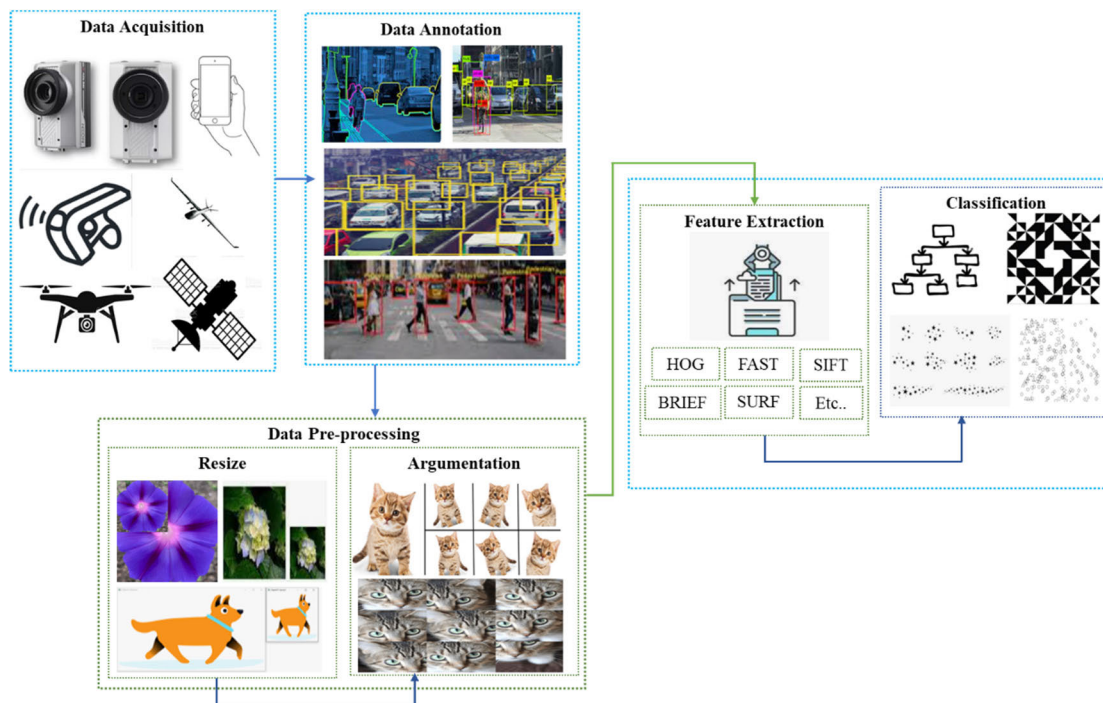 Data Acquisition
Data Annotation
Feature Extraction
HOG
FAST
SIFT
BRIEF
SURF
Etc..
Classification
Data Pre-processing
Resize
Argumentation